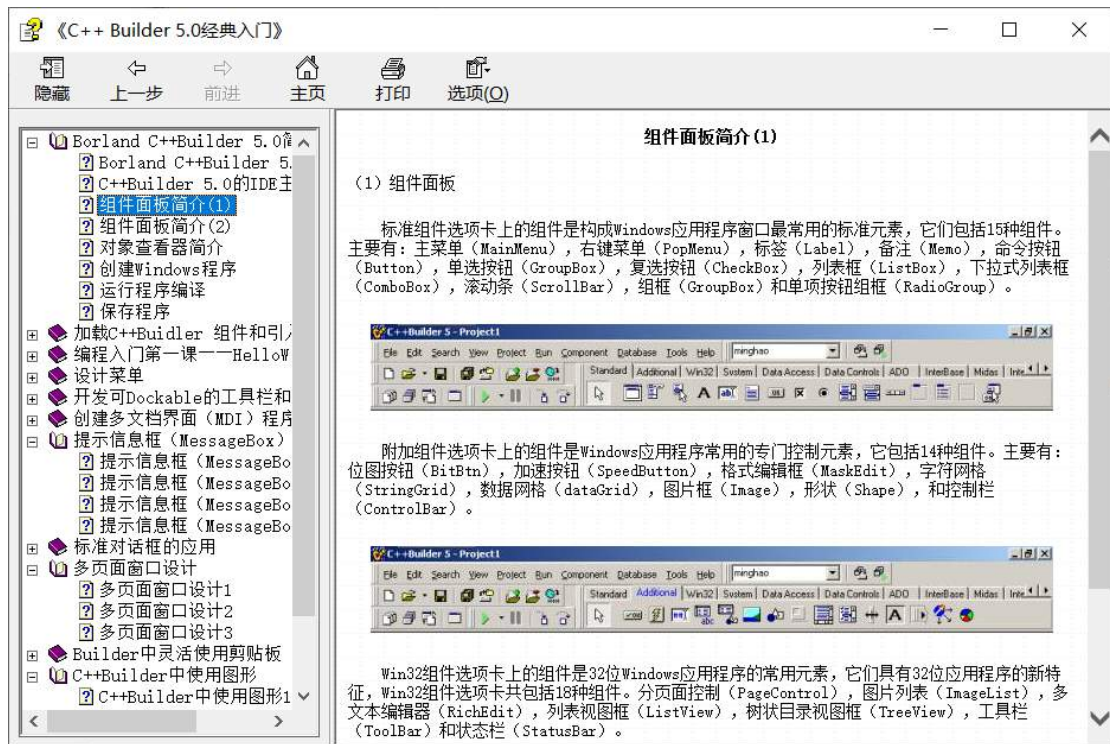 《C++ Builder 5.0经典入门》
隐藏 上一步 前进 主页 打印 选项(O)
Borland C++Builder 5.0简
Borland C++Builder 5.
C++Builder 5.0的IDE主
组件面板简介(1)
组件面板简介(2)
对象查看器简介
创建Windows程序
运行程序编译
保存程序
加载C++Buidler 组件和引入
编程入门第一课——HelloW
设计菜单
开发可Dockable的工具栏和
创建多文档界面（MDI）程序
提示信息框（MessageBox）
提示信息框（MessageBo
提示信息框（MessageBo
提示信息框（MessageBo
提示信息框（MessageBo
标准对话框的应用
多页面窗口设计
多页面窗口设计1
多页面窗口设计2
多页面窗口设计3
Builder中灵活使用剪贴板
C++Builder中使用图形
C++Builder中使用图形1
组件面板简介(1)
（1）组件面板
标准组件选项卡上的组件是构成Windows应用程序窗口最常用的标准元素，它们包括15种组件。
主要有：主菜单（MainMenu），右键菜单（PopMenu），标签（Label），备注（Memo），命令按钮
（Button），单选按钮（GroupBox），复选按钮（CheckBox），列表框（ListBox），下拉式列表框
（ComboBox），滚动条（ScrollBar），组框（GroupBox）和单项按钮组框（RadioGroup）。
C++Builder 5 - Project1
File Edit Search View Project Run Component Database Tools Help minghao
Standard Additional Win32 System Data Access Data Controls ADO InterBase Midas Inte
附加组件选项卡上的组件是Windows应用程序常用的专门控制元素，它包括14种组件。主要有：
位图按钮（BitBtn），加速按钮（SpeedButton），格式编辑框（MaskEdit），字符网格
（StringGrid），数据网格（dataGrid），图片框（Image），形状（Shape），和控制栏
（ControlBar）。
C++Builder 5 - Project1
File Edit Search View Project Run Component Database Tools Help minghao
Standard Additional Win32 System Data Access Data Controls ADO InterBase Midas Inte
Win32组件选项卡上的组件是32位Windows应用程序的常用元素，它们具有32位应用程序的新特
征，Win32组件选项卡共包括18种组件。分页面控制（PageControl），图片列表（ImageList），多
文本编辑器（RichEdit），列表视图框（ListView），树状目录视图框（TreeView），工具栏
（ToolBar）和状态栏（StatusBar）。